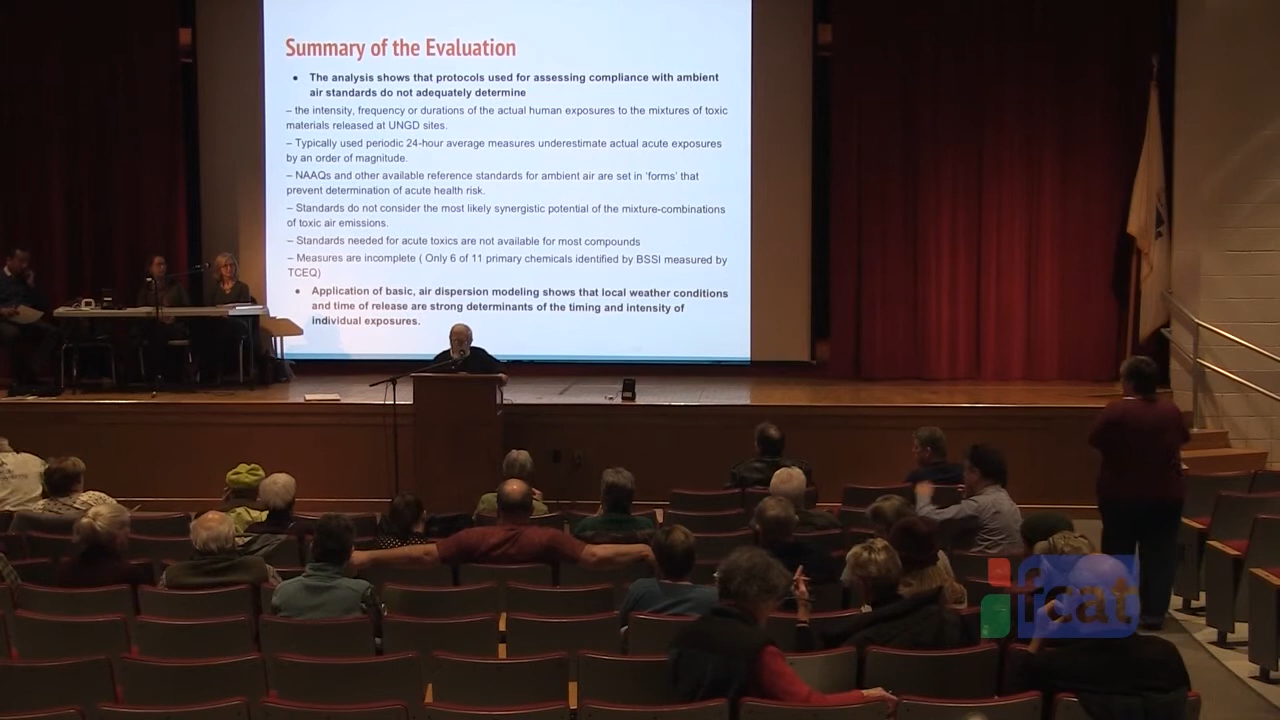 Summary of the Evaluation
• The analysis shows that protocols used for assessing compliance with ambient
air standards do not adequately determine
– the intensity, frequency or durations of the actual human exposures to the mixtures of toxic
materials released at UNGD sites.
– Typically used periodic 24-hour average measures underestimate actual acute exposures
by an order of magnitude.
– NAAQs and other available reference standards for ambient air are set in ‘forms’ that
prevent determination of acute health risk.
– Standards do not consider the most likely synergistic potential of the mixture-combinations
of toxic air emissions.
– Standards needed for acute toxics are not available for most compounds
– Measures are incomplete ( Only 6 of 11 primary chemicals identified by BSSI measured by
TCEQ)
• Application of basic, air dispersion modeling shows that local weather conditions
and time of release are strong determinants of the timing and intensity of
individual exposures.
fcat